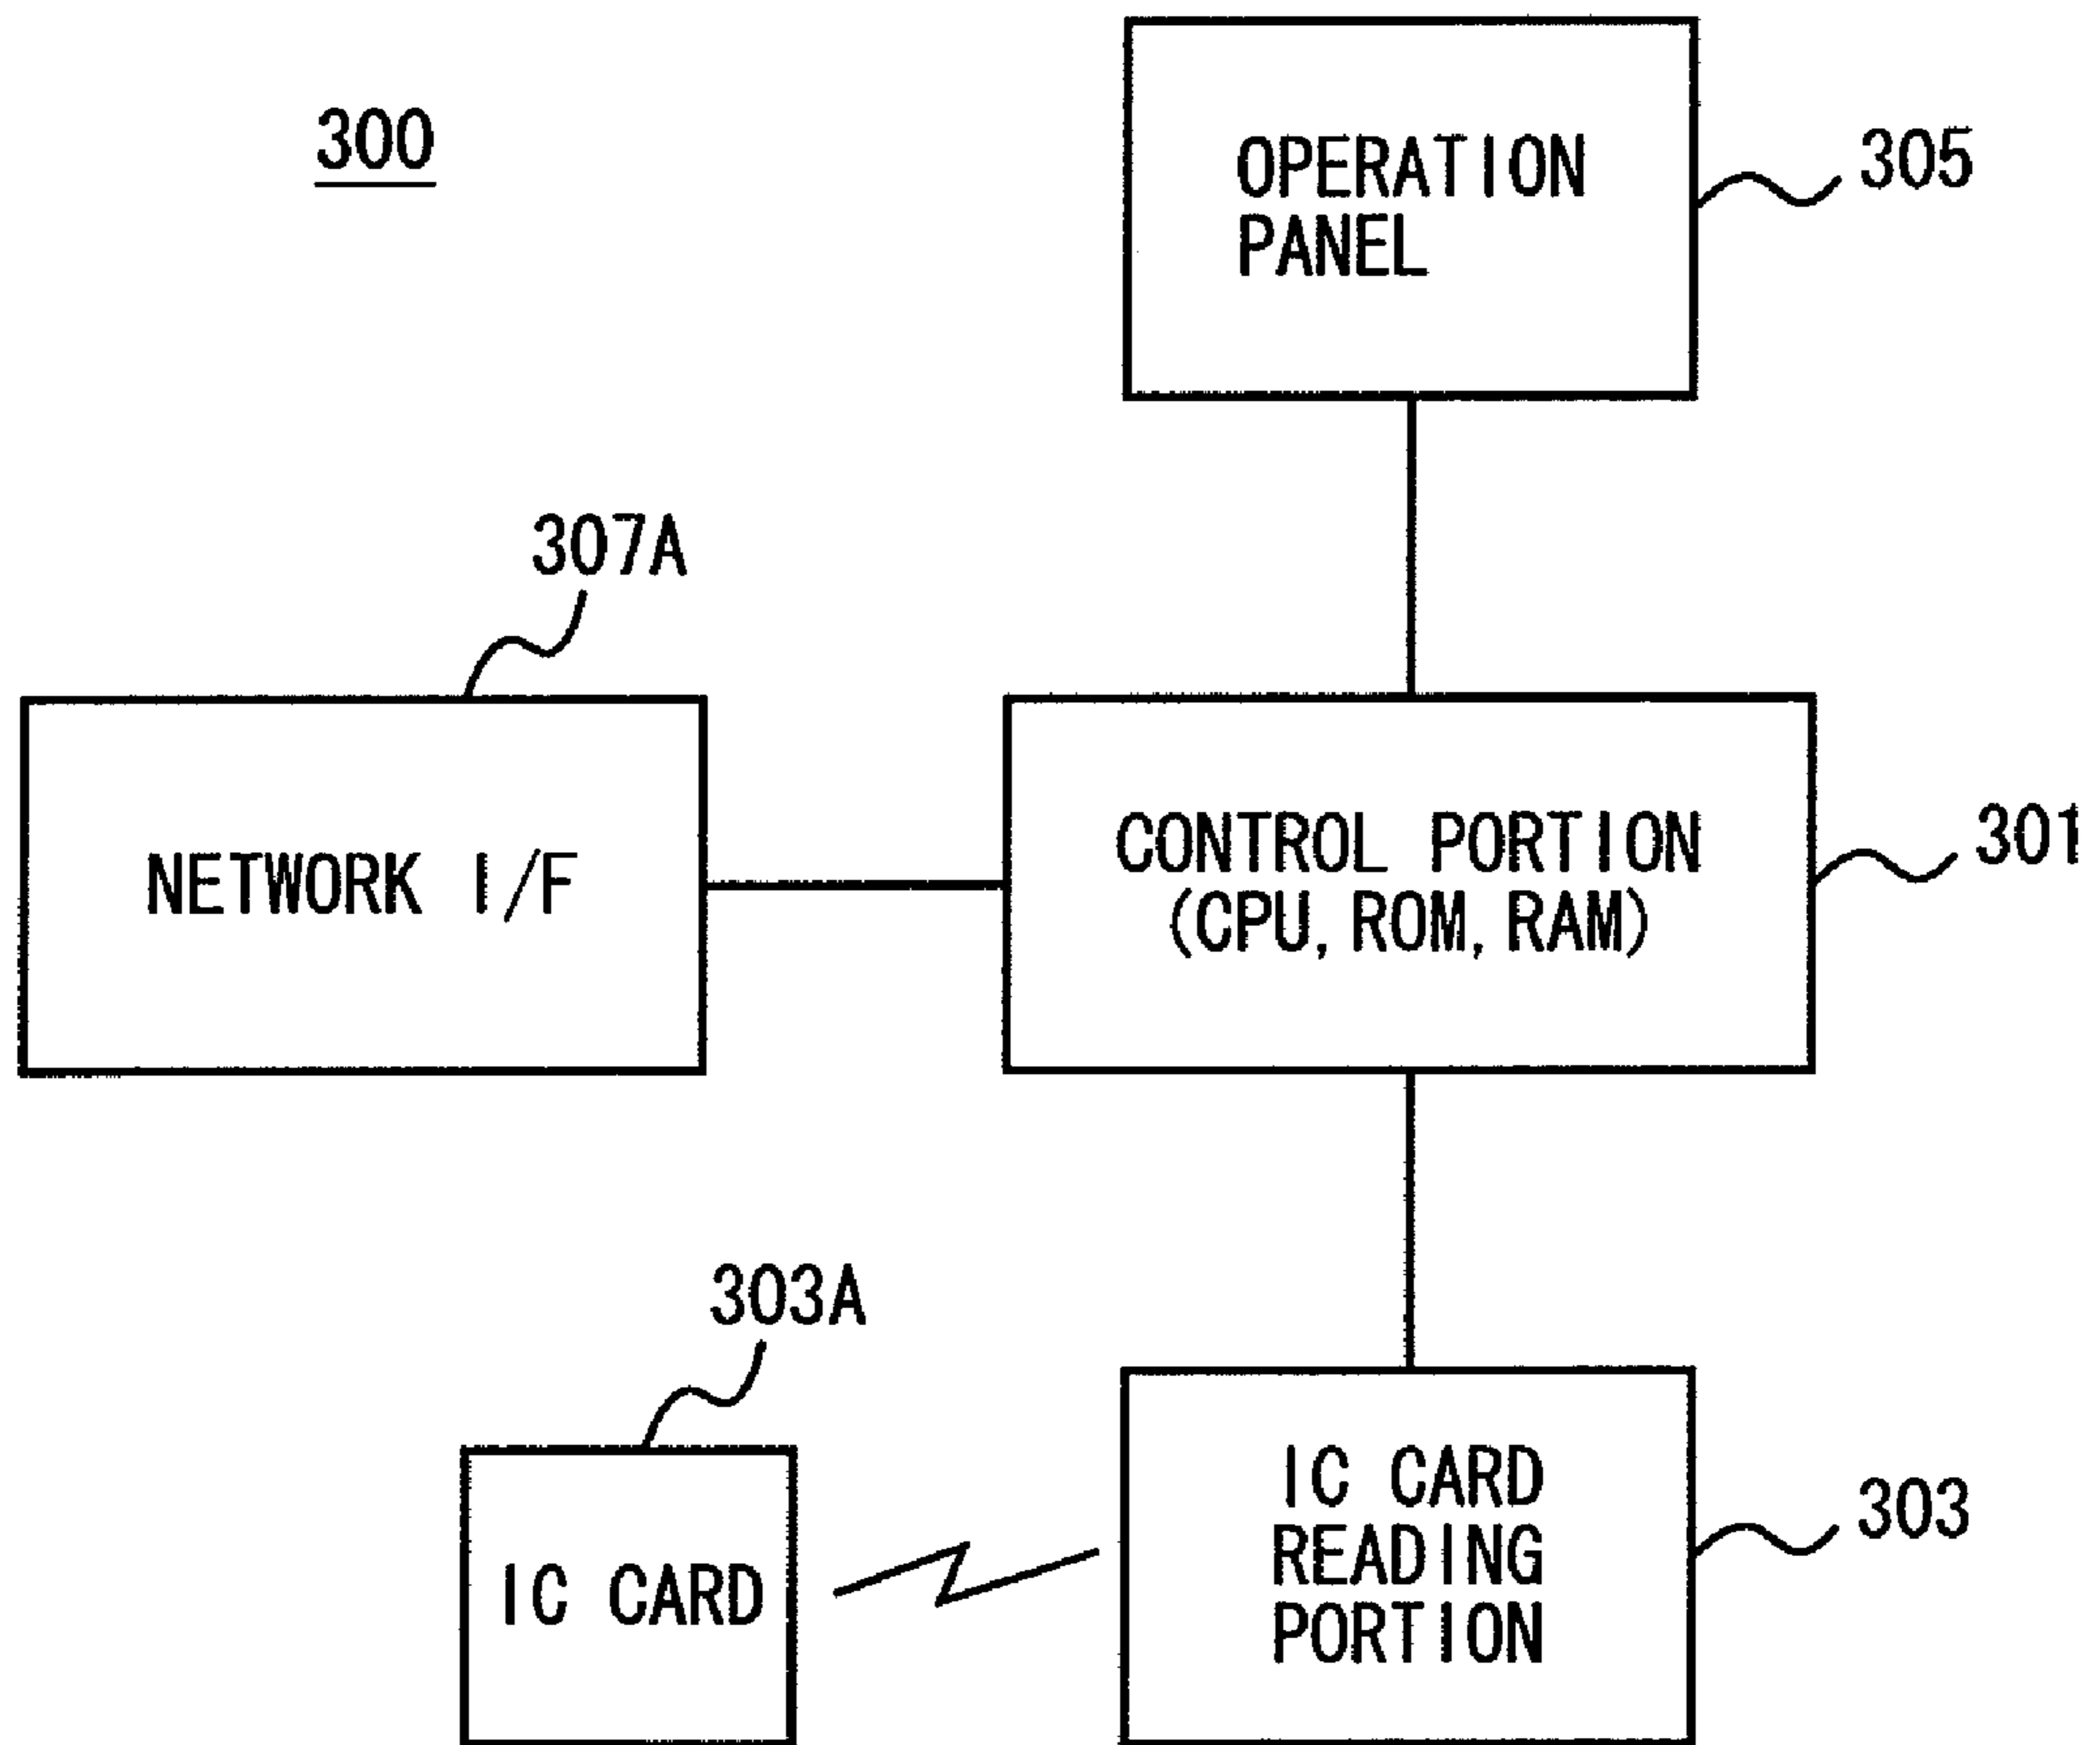 300
OPERATION
PANEL
305
307A
NETWORK I/F
CONTROL PORTION
(CPU, ROM, RAM)
301
303A
IC CARD
IC CARD
READING
PORTION
303